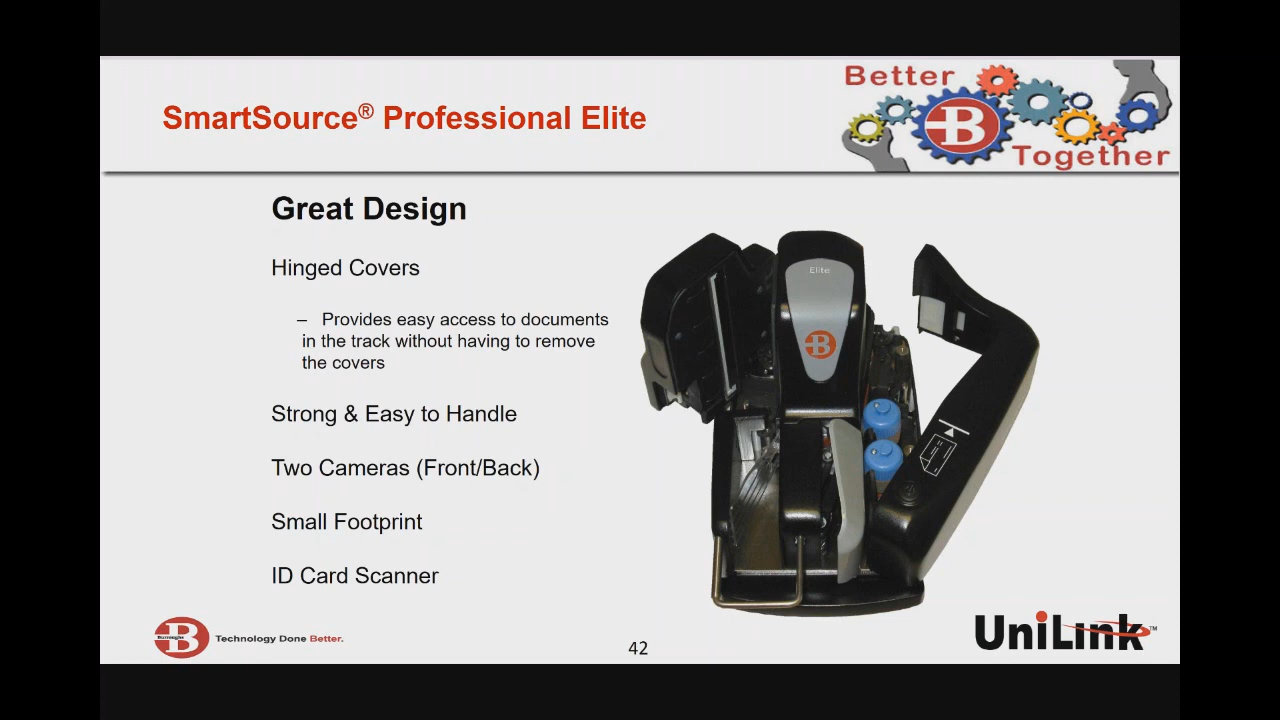 SmartSource® Professional Elite
Better
B
Together
Great Design
Hinged Covers
– Provides easy access to documents
in the track without having to remove
the covers
Strong & Easy to Handle
Two Cameras (Front/Back)
Small Footprint
ID Card Scanner
Elite
B
Burroughs
B
Technology Done Better.
42
UniLink™